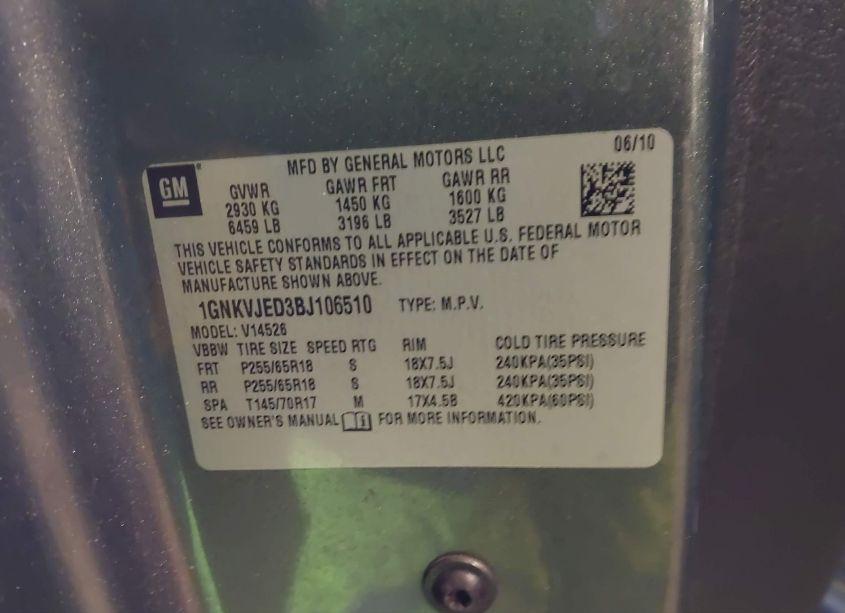 06/10
GM
MFD BY GENERAL MOTORS LLC
GVWR GAWR FRT GAWR RR
2930 KG 1450 KG 1600 KG
6459 LB 3196 LB 3527 LB
THIS VEHICLE CONFORMS TO ALL APPLICABLE U.S. FEDERAL MOTOR
VEHICLE SAFETY STANDARDS IN EFFECT ON THE DATE OF
MANUFACTURE SHOWN ABOVE.
1GNKVJED3BJ106510 TYPE: M.P.V.
MODEL: V14526
VBBW TIRE SIZE SPEED RTG RIM COLD TIRE PRESSURE
FRT P255/65R18 S 18X7.5J 240KPA(35PSI)
RR P255/65R18 S 18X7.5J 240KPA(35PSI)
SPA T145/70R17 M 17X4.5B 420KPA(60PSI)
SEE OWNER'S MANUAL FOR MORE INFORMATION.